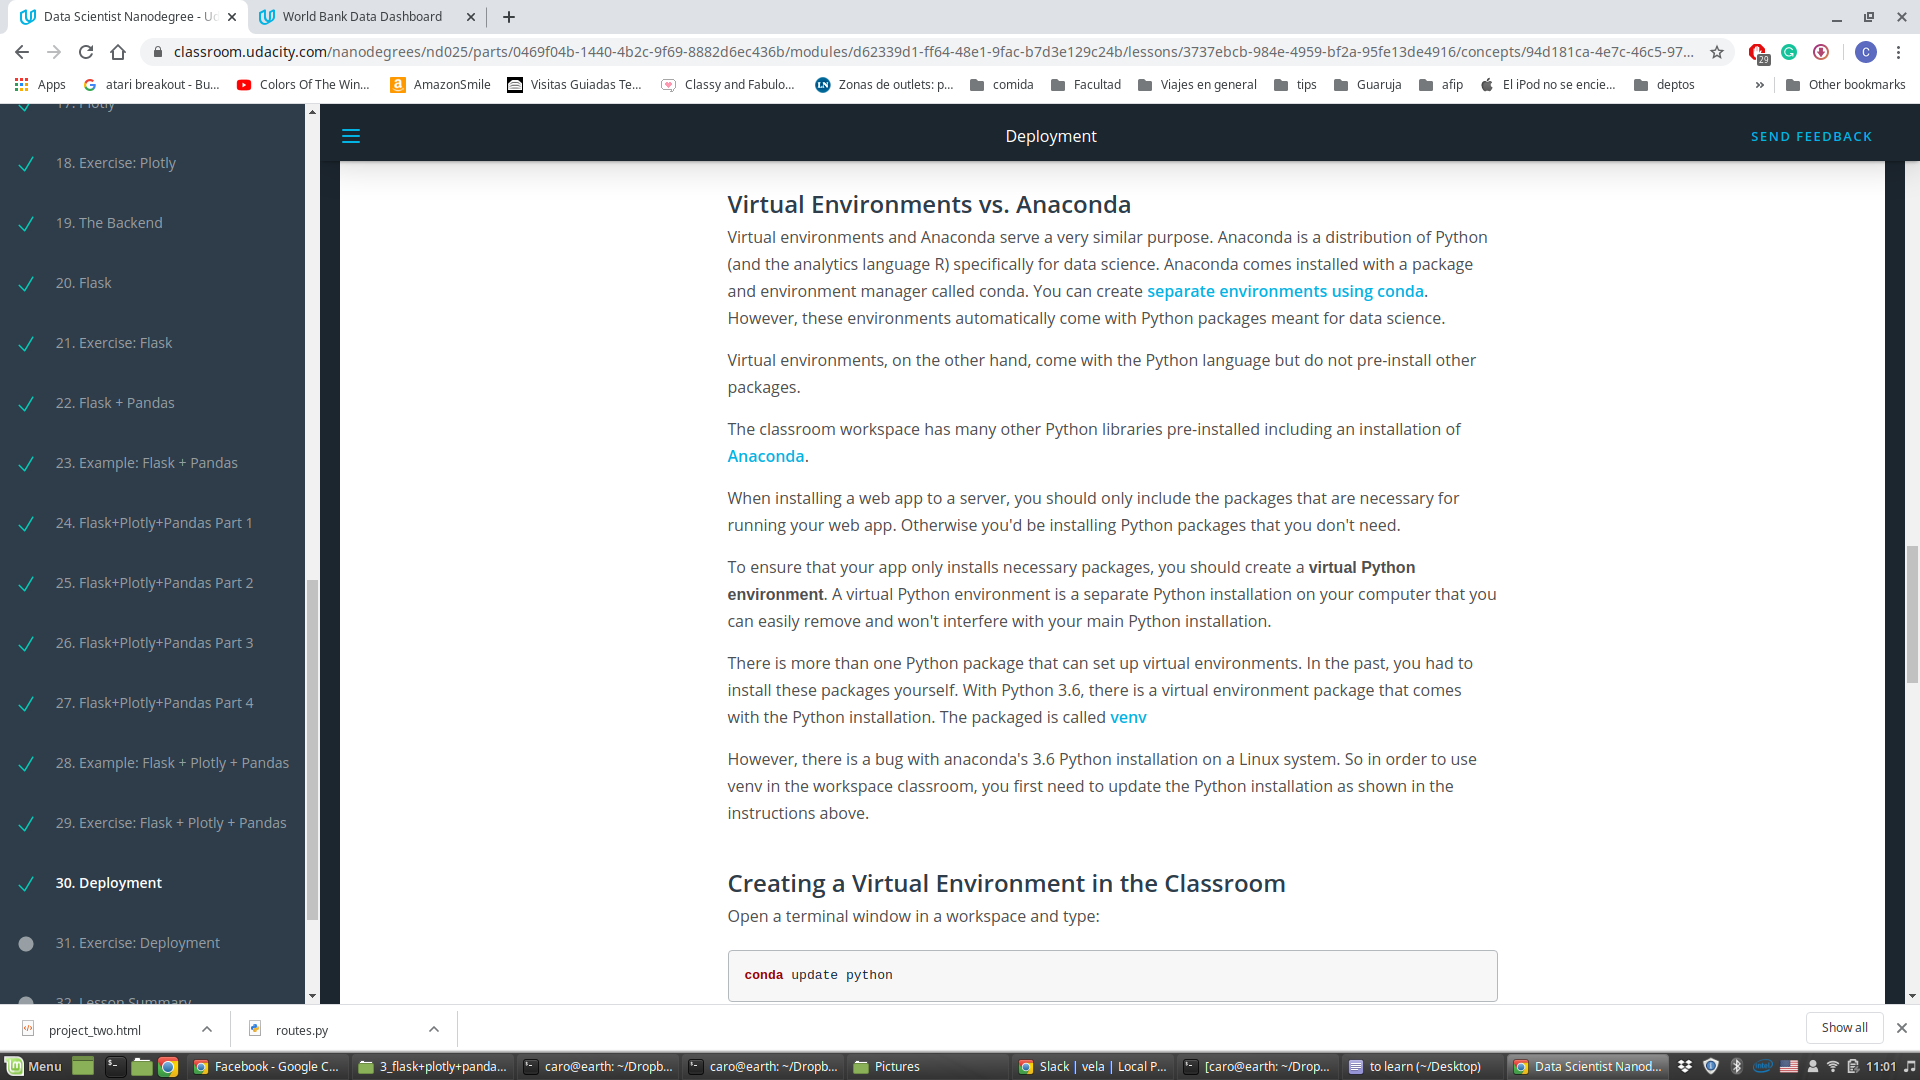 Data Scientist Nanodegree - Ud
World Bank Data Dashboard
classroom.udacity.com/nanodegrees/nd025/parts/0469f04b-1440-4b2c-9f69-8882d6ec436b/modules/d62339d1-ff64-48e1-9fac-b7d3e129c24b/lessons/3737ebcb-984e-4959-bf2a-95fe13de4916/concepts/94d181ca-4e7c-46c5-97...
29
C
Apps
atari breakout - Bu...
Colors Of The Win...
AmazonSmile
Visitas Guiadas Te...
Classy and Fabulo...
Zonas de outlets: p...
comida
Facultad
Viajes en general
tips
Guaruja
afip
El iPod no se encie...
deptos
»
Other bookmarks
17. Plotly
18. Exercise: Plotly
19. The Backend
20. Flask
21. Exercise: Flask
22. Flask + Pandas
23. Example: Flask + Pandas
24. Flask+Plotly+Pandas Part 1
25. Flask+Plotly+Pandas Part 2
26. Flask+Plotly+Pandas Part 3
27. Flask+Plotly+Pandas Part 4
28. Example: Flask + Plotly + Pandas
29. Exercise: Flask + Plotly + Pandas
30. Deployment
31. Exercise: Deployment
32. Lesson Summary
Deployment
SEND FEEDBACK
Virtual Environments vs. Anaconda
Virtual environments and Anaconda serve a very similar purpose. Anaconda is a distribution of Python
(and the analytics language R) specifically for data science. Anaconda comes installed with a package
and environment manager called conda. You can create separate environments using conda.
However, these environments automatically come with Python packages meant for data science.
Virtual environments, on the other hand, come with the Python language but do not pre-install other
packages.
The classroom workspace has many other Python libraries pre-installed including an installation of
Anaconda.
When installing a web app to a server, you should only include the packages that are necessary for
running your web app. Otherwise you'd be installing Python packages that you don't need.
To ensure that your app only installs necessary packages, you should create a virtual Python
environment. A virtual Python environment is a separate Python installation on your computer that you
can easily remove and won't interfere with your main Python installation.
There is more than one Python package that can set up virtual environments. In the past, you had to
install these packages yourself. With Python 3.6, there is a virtual environment package that comes
with the Python installation. The packaged is called venv
However, there is a bug with anaconda's 3.6 Python installation on a Linux system. So in order to use
venv in the workspace classroom, you first need to update the Python installation as shown in the
instructions above.
Creating a Virtual Environment in the Classroom
Open a terminal window in a workspace and type:
conda update python
project_two.html
routes.py
Show all
Menu
Facebook - Google C...
3_flask+plotly+panda...
caro@earth: ~/Dropb...
caro@earth: ~/Dropb...
Pictures
Slack | vela | Local P...
[caro@earth: ~/Drop...
to learn (~/Desktop)
Data Scientist Nanod...
11:01